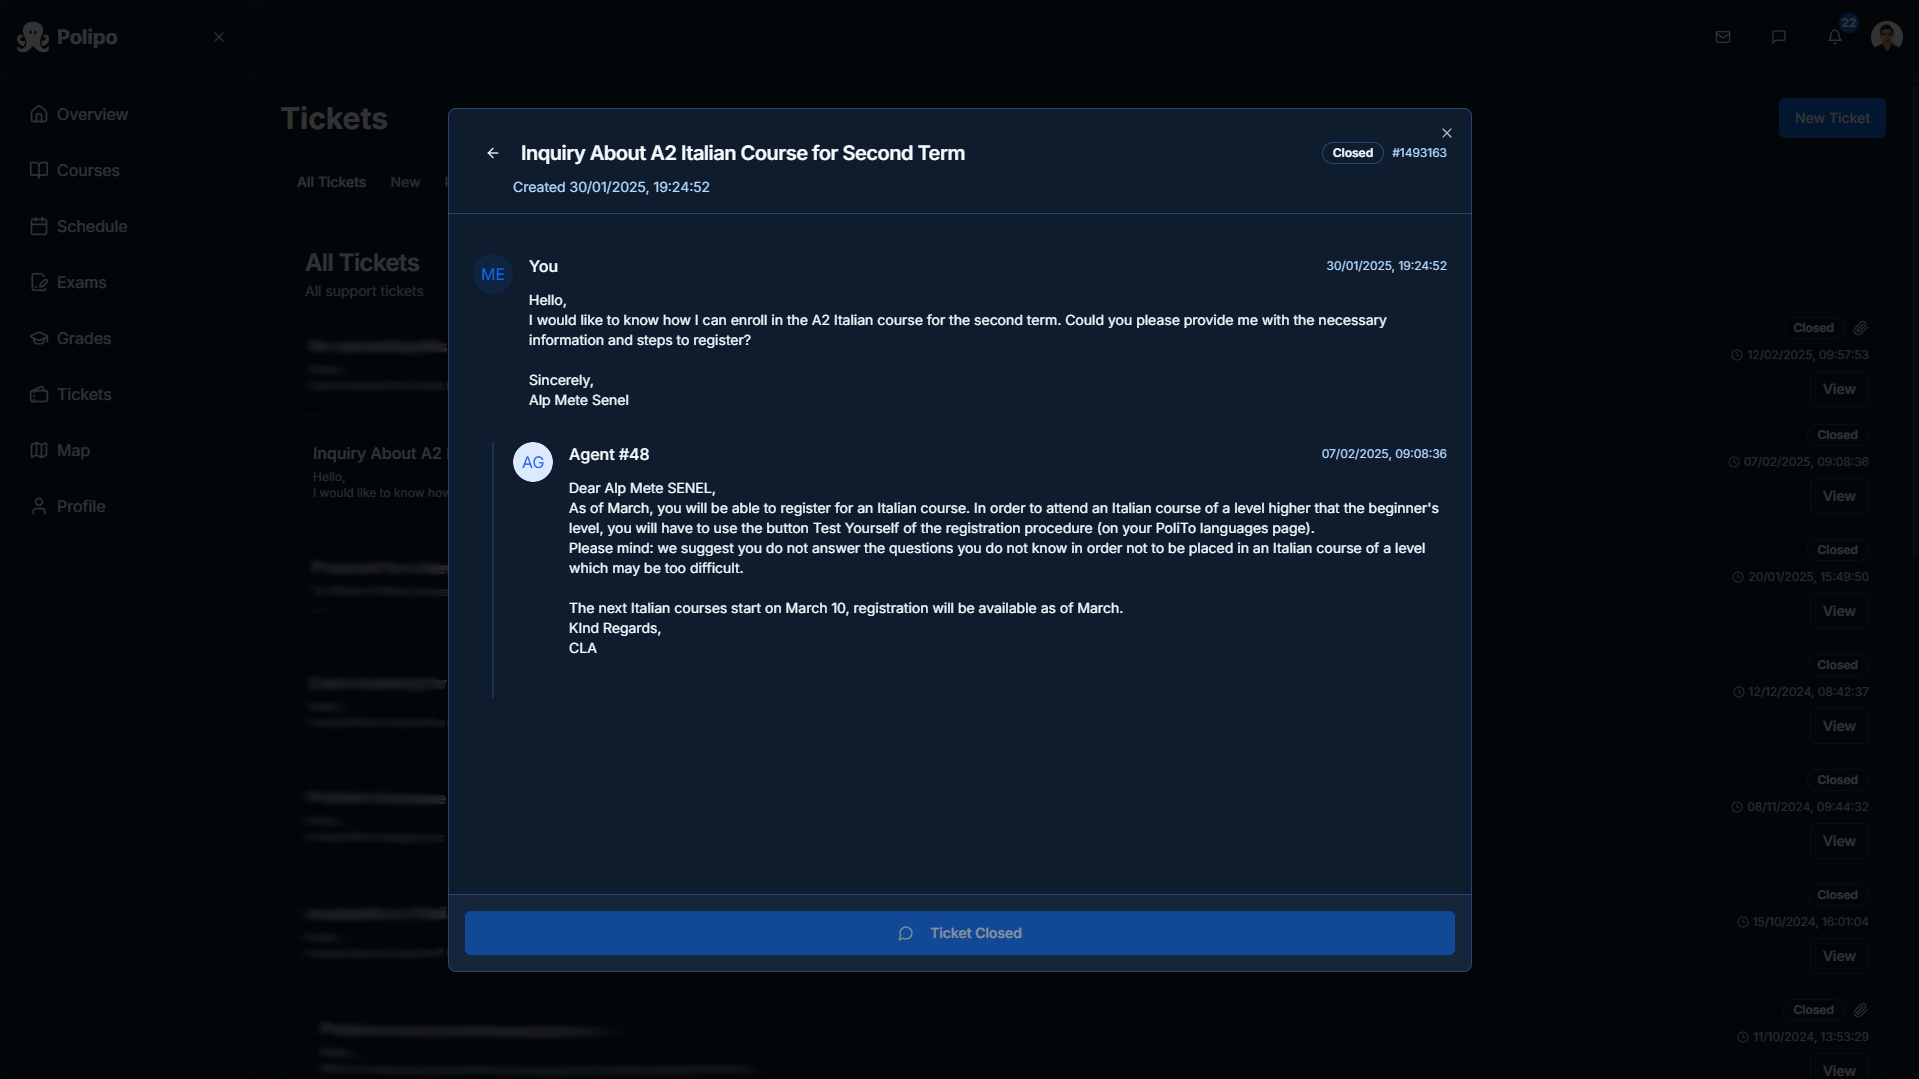 Polipo
22
Overview
Courses
Schedule
Exams
Grades
Tickets
Map
Profile
Tickets
New Ticket
All Tickets
New
All Tickets
All support tickets
Closed
12/02/2025, 09:57:53
View
Inquiry About A2
Hello,
I would like to know how
Closed
07/02/2025, 09:08:36
View
Closed
20/01/2025, 15:49:50
View
Closed
12/12/2024, 08:42:37
View
Closed
08/11/2024, 09:44:32
View
Closed
15/10/2024, 16:01:04
View
Closed
11/10/2024, 13:53:29
View
Inquiry About A2 Italian Course for Second Term
Closed
#1493163
Created 30/01/2025, 19:24:52
ME
You
30/01/2025, 19:24:52
Hello,
I would like to know how I can enroll in the A2 Italian course for the second term. Could you please provide me with the necessary
information and steps to register?
Sincerely,
Alp Mete Senel
AG
Agent #48
07/02/2025, 09:08:36
Dear Alp Mete SENEL,
As of March, you will be able to register for an Italian course. In order to attend an Italian course of a level higher that the beginner's
level, you will have to use the button Test Yourself of the registration procedure (on your PoliTo languages page).
Please mind: we suggest you do not answer the questions you do not know in order not to be placed in an Italian course of a level
which may be too difficult.
The next Italian courses start on March 10, registration will be available as of March.
KInd Regards,
CLA
Ticket Closed